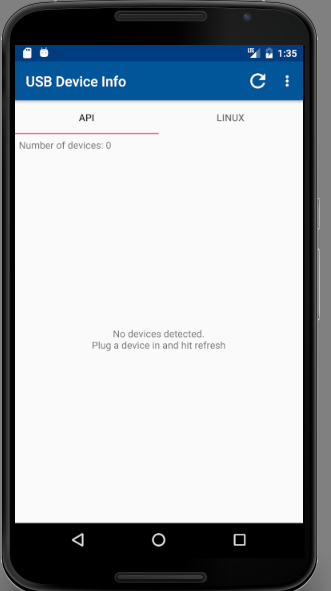 1:35
USB Device Info
API
LINUX
Number of devices: 0
No devices detected.
Plug a device in and hit refresh